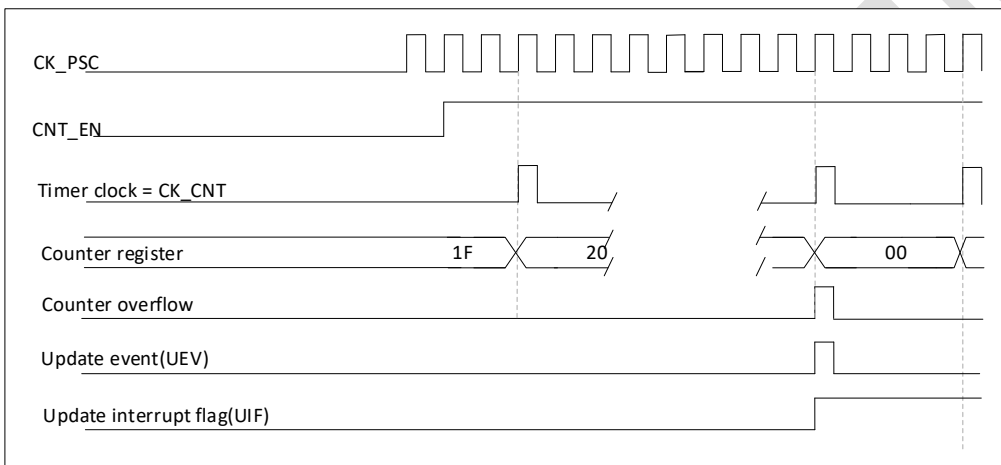 CK_PSC
CNT_EN
Timer clock = CK_CNT
Counter register 1F 20 00
Counter overflow
Update event(UEV)
Update interrupt flag(UIF)